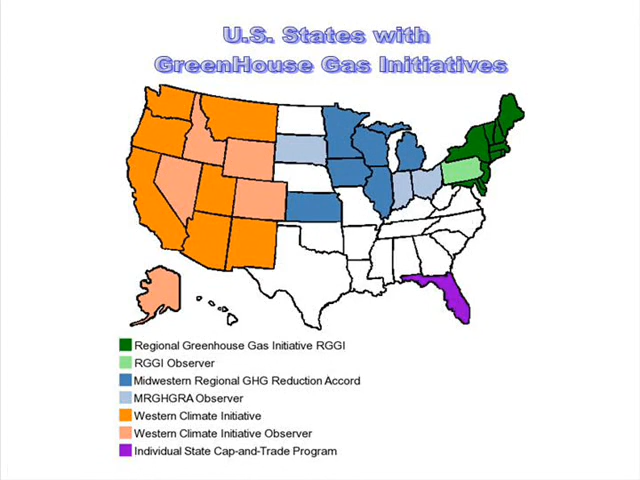 U.S. States with
GreenHouse Gas Initiatives
Regional Greenhouse Gas Initiative RGGI
RGGI Observer
Midwestern Regional GHG Reduction Accord
MRGHGRA Observer
Western Climate Initiative
Western Climate Initiative Observer
Individual State Cap-and-Trade Program